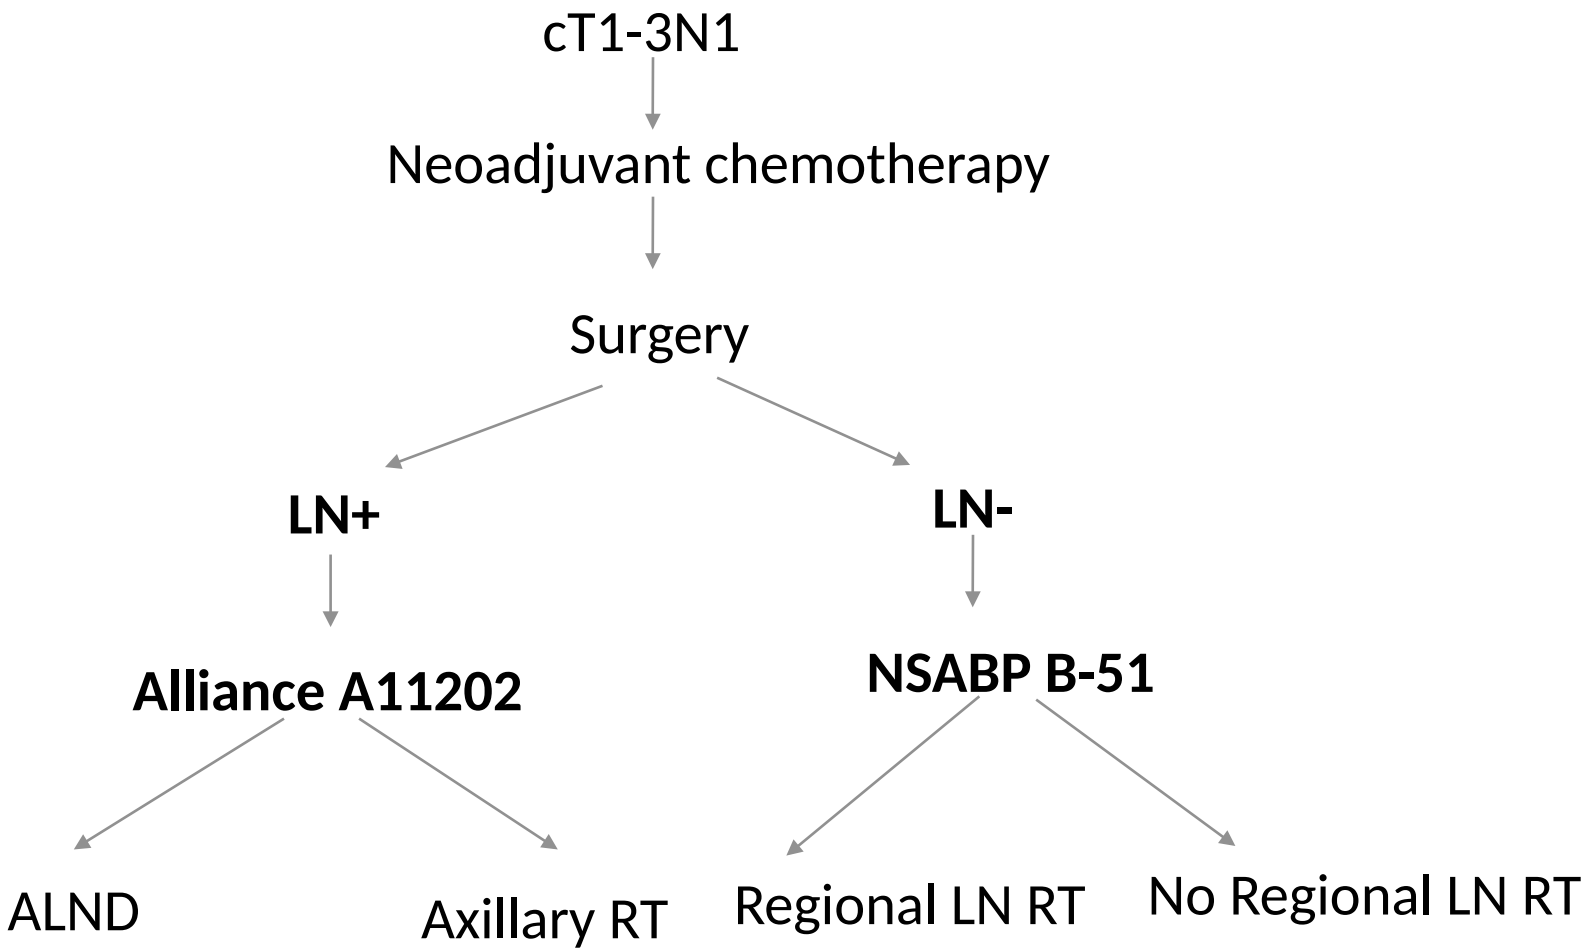 cT1-3N1
Neoadjuvant chemotherapy
Surgery
LN+
LN-
Alliance A11202
NSABP B-51
ALND
Axillary RT
Regional LN RT
No Regional LN RT